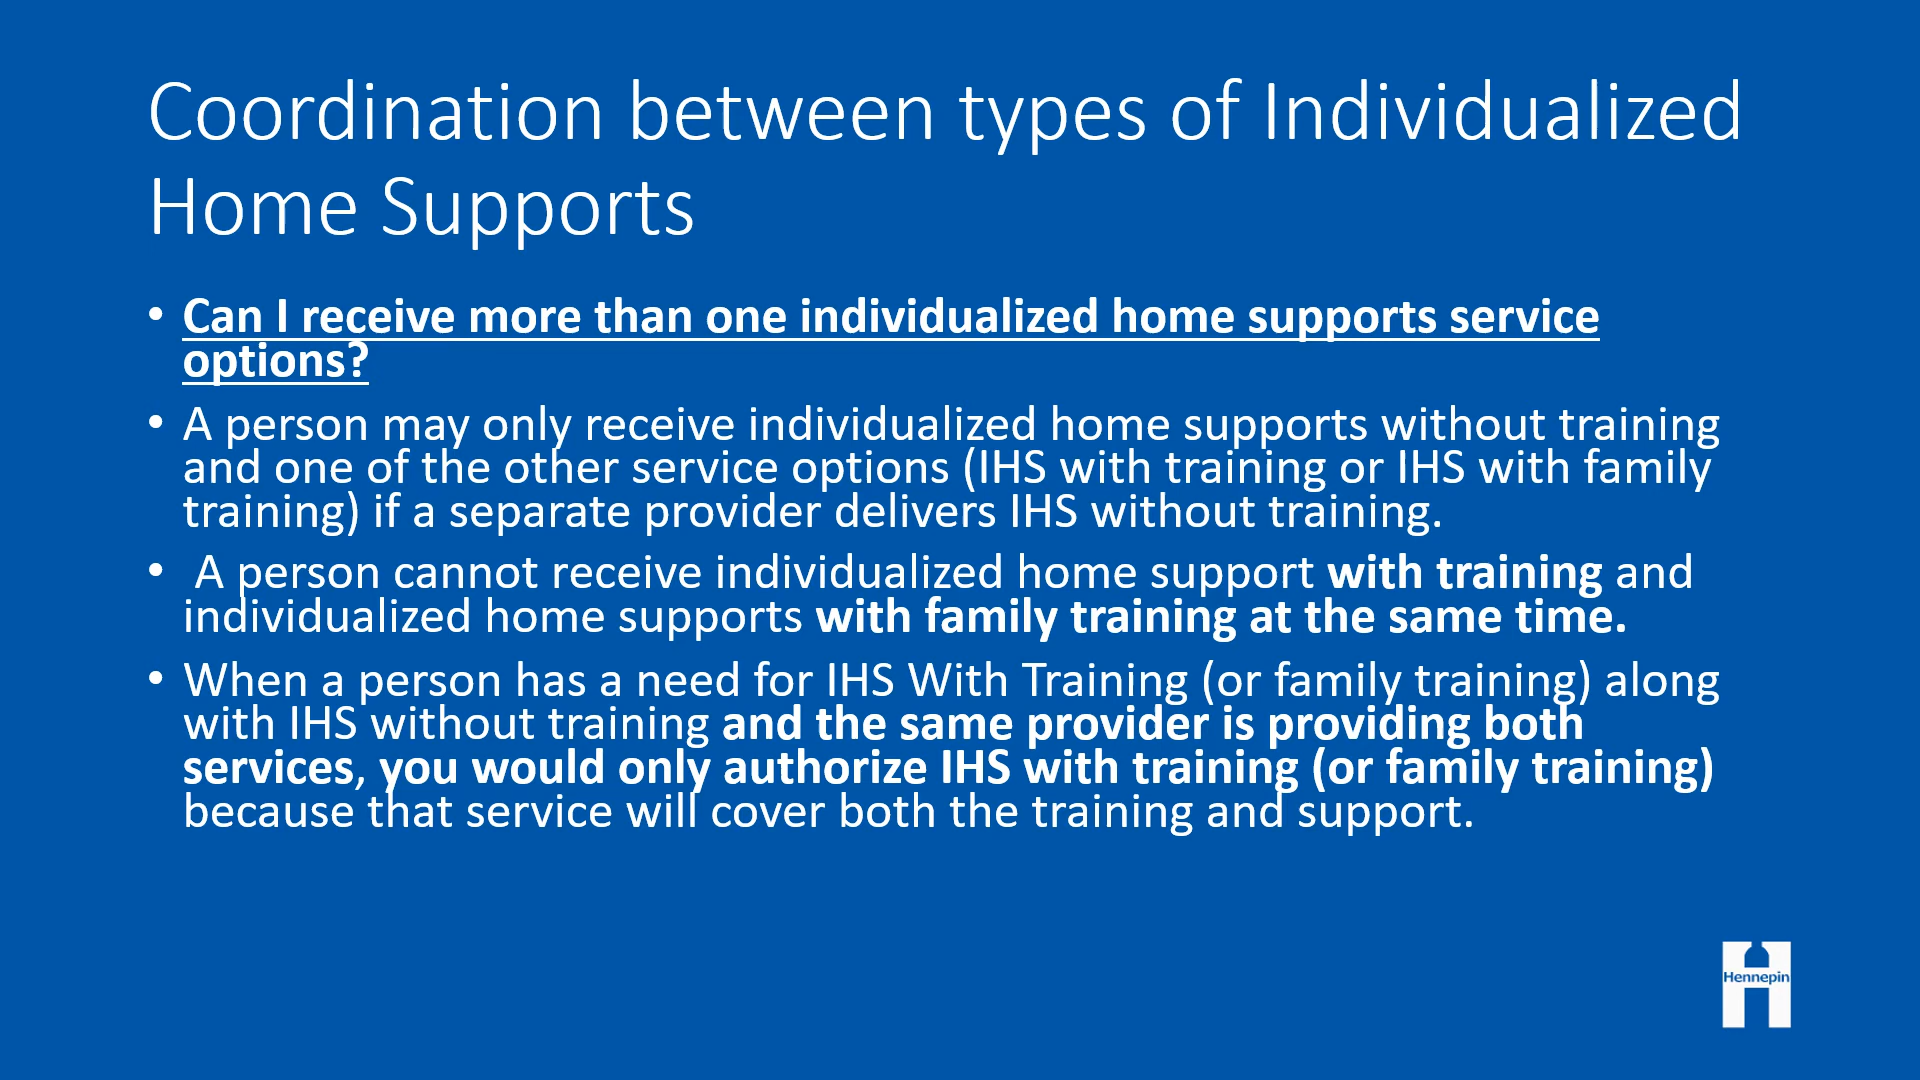 Coordination between types of Individualized
Home Supports
• Can I receive more than one individualized home supports service
options?
• A person may only receive individualized home supports without training
and one of the other service options (IHS with training or IHS with family
training) if a separate provider delivers IHS without training.
• A person cannot receive individualized home support with training and
individualized home supports with family training at the same time.
• When a person has a need for IHS With Training (or family training) along
with IHS without training and the same provider is providing both
services, you would only authorize IHS with training (or family training)
because that service will cover both the training and support.
Hennepin